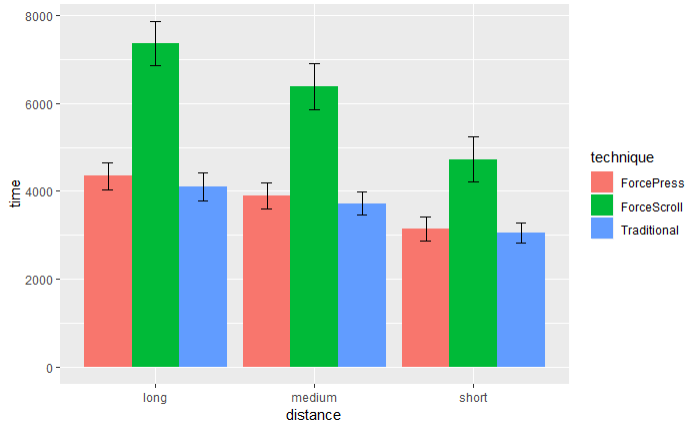 8000
6000
4000
2000
0
time
long
medium
short
distance
technique
ForcePress
ForceScroll
Traditional